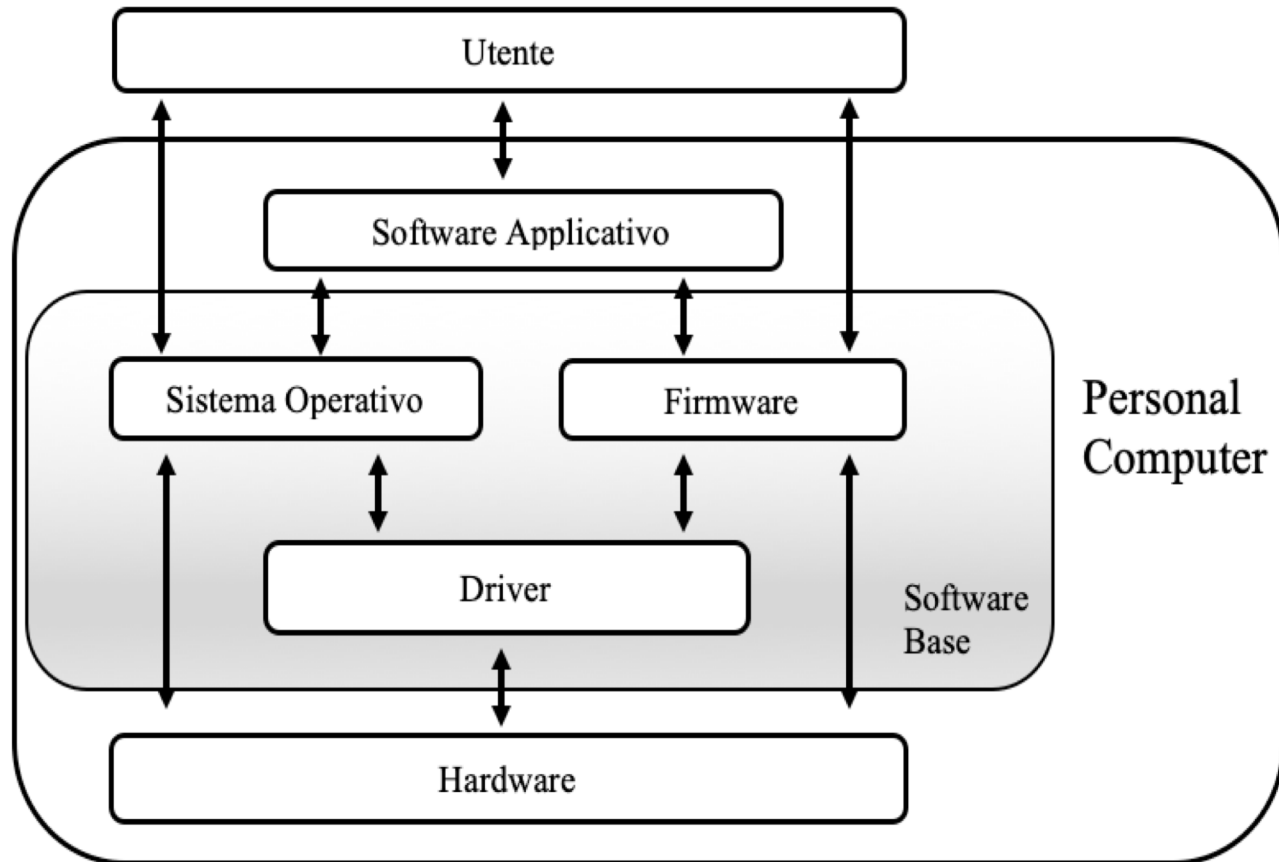 Utente
Software Applicativo
Sistema Operativo
Firmware
Personal
Computer
Driver
Software
Base
Hardware